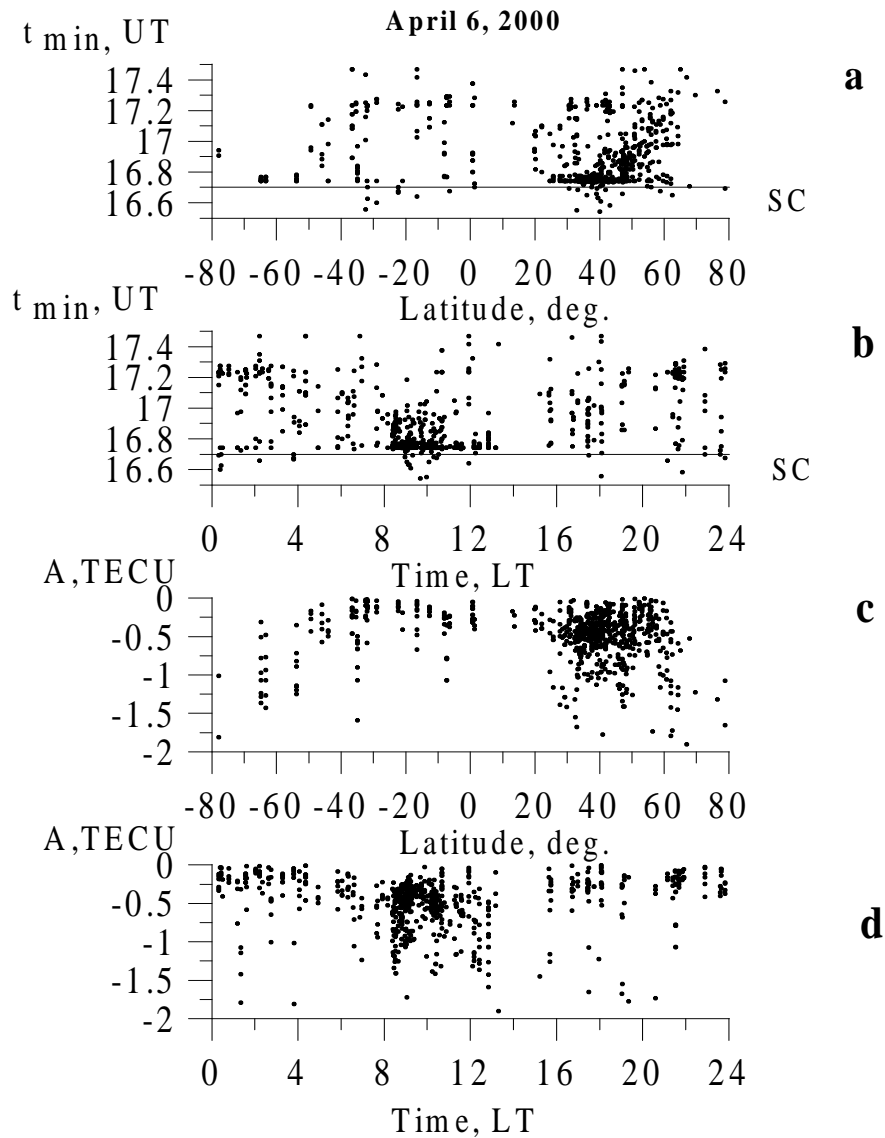 April 6, 2000
t min, UT
a
17.4
17.2
17
16.8
16.6
SC
-80 -60 -40 -20 0 20 40 60 80
Latitude, deg.
t min, UT
b
17.4
17.2
17
16.8
16.6
SC
0 4 8 12 16 20 24
Time, LT
A,TECU
c
0
-0.5
-1
-1.5
-2
-80 -60 -40 -20 0 20 40 60 80
Latitude, deg.
A,TECU
d
0
-0.5
-1
-1.5
-2
0 4 8 12 16 20 24
Time, LT